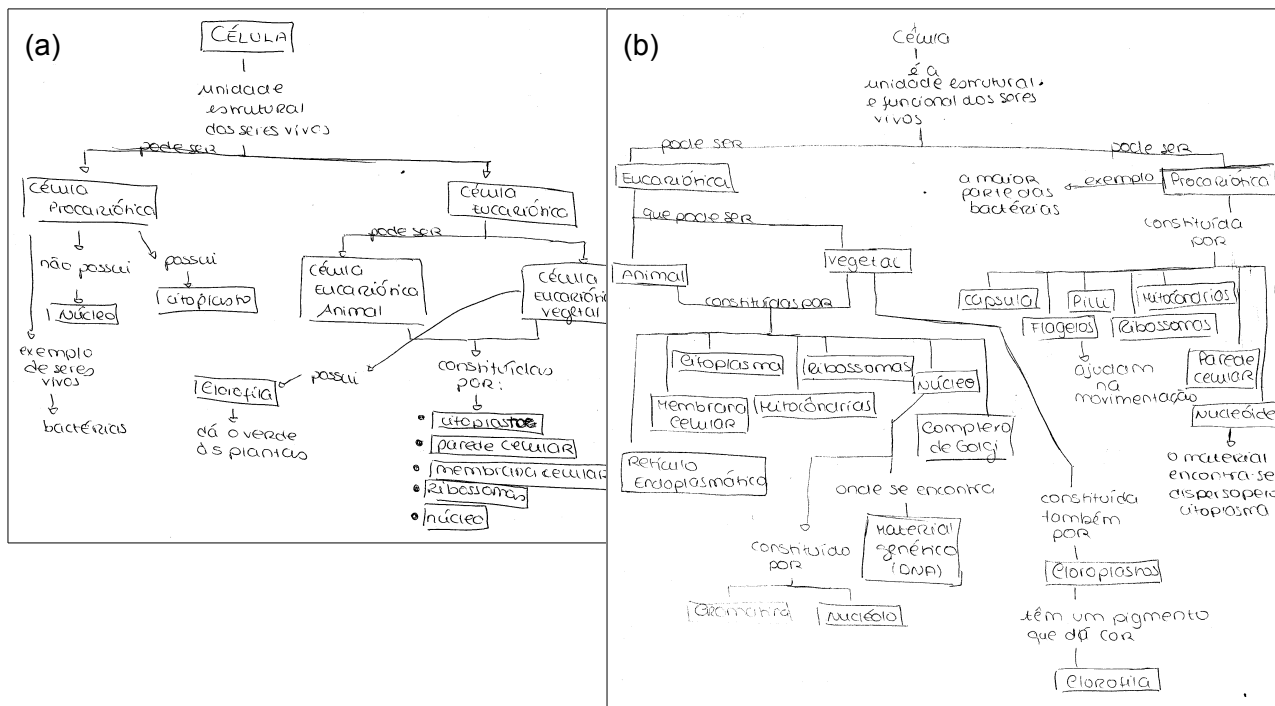 (a)
CÉLULA
unidade
estrutural
dos seres vivos
pode ser
Célula
Procariótica
Célula
Eucariótica
não possui
possui
Núcleo
citoplasto
pode ser
Célula
Eucariótica
Animal
Célula
Eucariótica
vegetal
exemplo
de seres
vivos
bactérias
Clorofila
possui
dá o verde
ás plantas
constituídas
por:
parede celular
membrana celular
Ribossomas
núcleo
(b)
Célula
é a
unidade estrutural
e funcional dos seres
vivos
pode ser
pode ser
Eucariótica
a maior
parte das
bactérias
exemplo
Procariótica
que pode ser
constituída
por
Animal
vegetal
constituídas por
cápsula
Pilli
Mitocôndrias
Flagelos
Ribossomas
Citoplasma
Ribossomas
Núcleo
ajudam
na
movimentação
Parede
celular
Membrana
celular
Mitocôndrias
Complexo
de Golgi
Nucleóide
Retículo
Endoplasmático
o material
encontra-se
disperso pelo
citoplasma
onde se encontra
Material
genético
(DNA)
constituído
por
Cromatina
Nucléolo
constituída
também
por
Cloroplastos
têm um pigmento
que dá cor
Clorofila